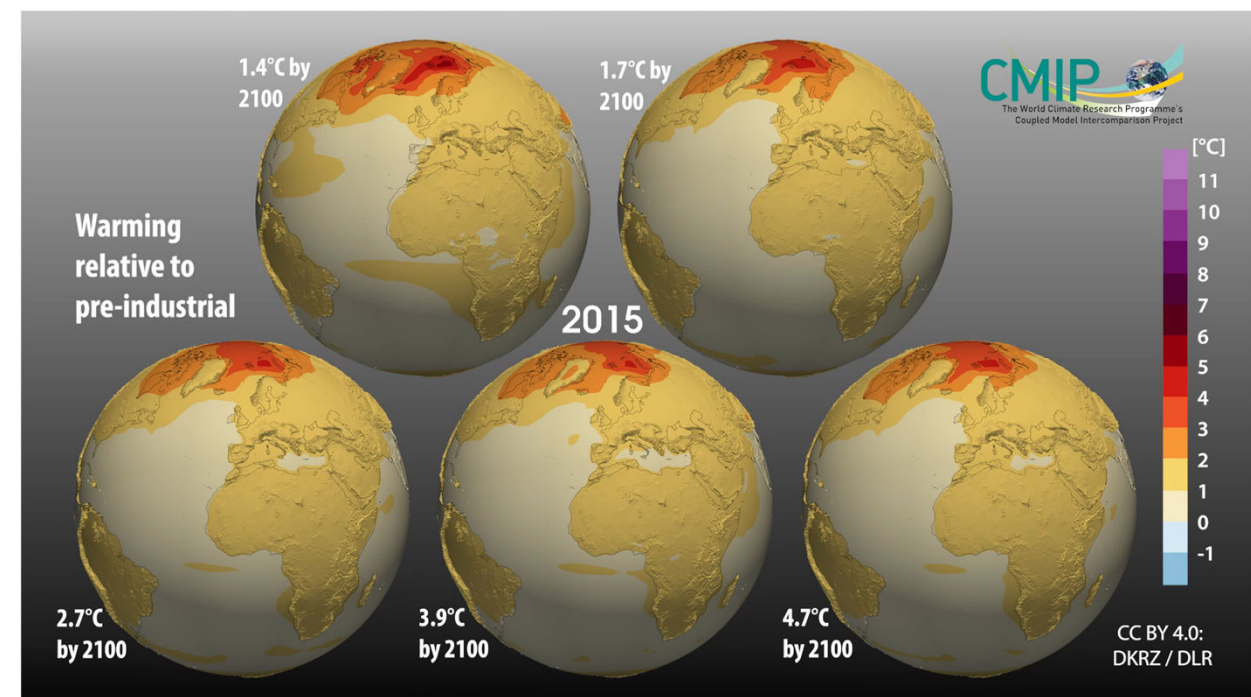 1.4°C by
2100
1.7°C by
2100
CMIP
The World Climate Research Programme's
Coupled Model Intercomparison Project
[°C]
11
10
9
8
7
6
5
4
3
2
1
0
-1
Warming
relative to
pre-industrial
2015
2.7°C
by 2100
3.9°C
by 2100
4.7°C
by 2100
CC BY 4.0:
DKRZ / DLR